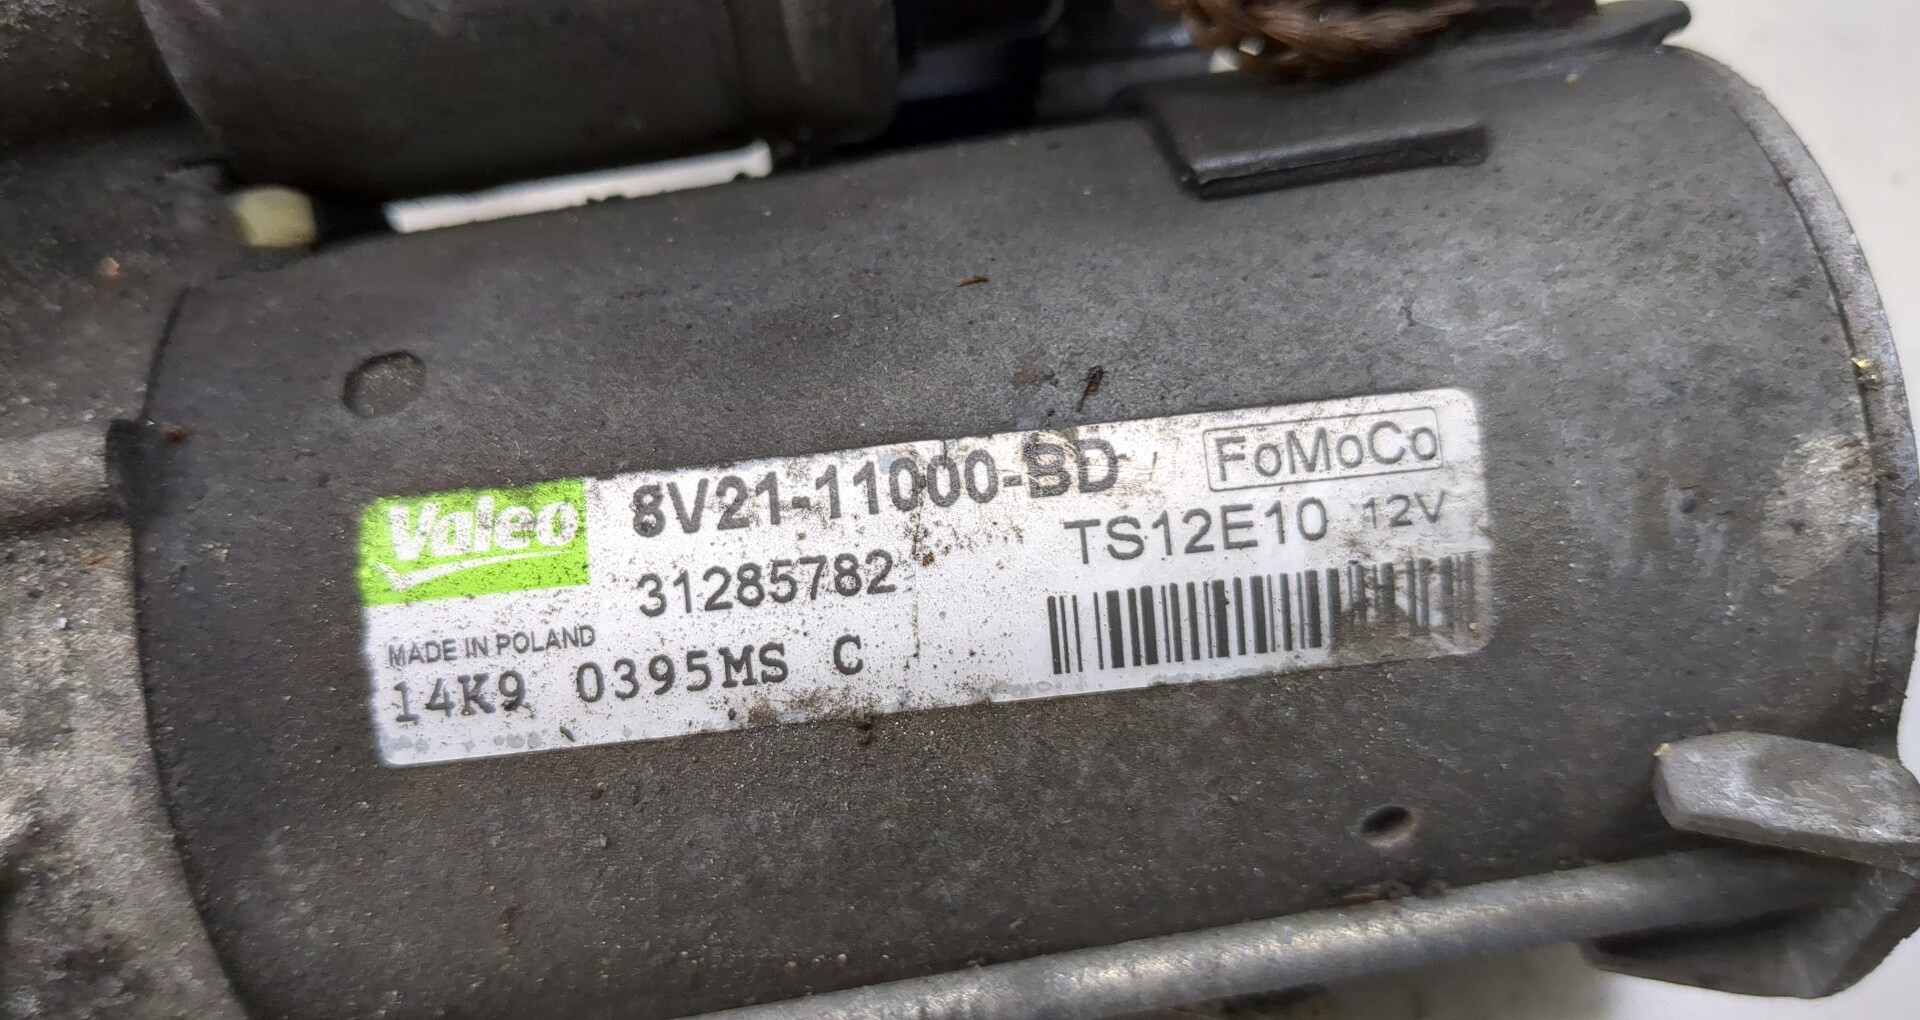 Valeo
8V21-11000-BD
FoMoCo
31285782
TS12E10 12V
MADE IN POLAND
14K9 0395MS C